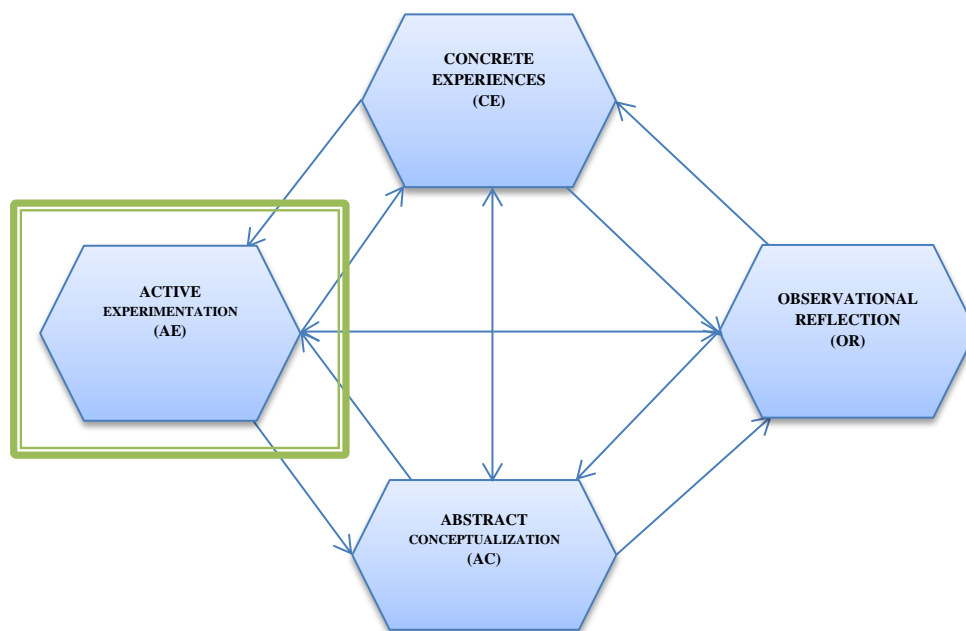 CONCRETE
EXPERIENCES
(CE)
ACTIVE
EXPERIMENTATION
(AE)
OBSERVATIONAL
REFLECTION
(OR)
ABSTRACT
CONCEPTUALIZATION
(AC)